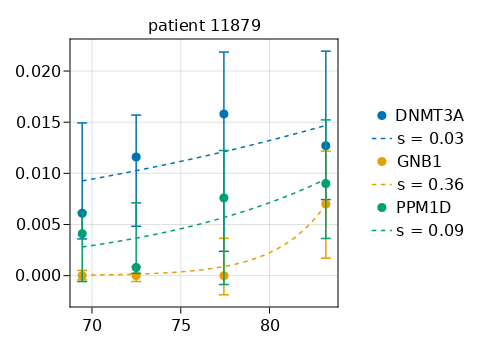 patient 11879
0.020
0.015
0.010
0.005
0.000
70 75 80
DNMT3A
s = 0.03
GNB1
s = 0.36
PPM1D
s = 0.09